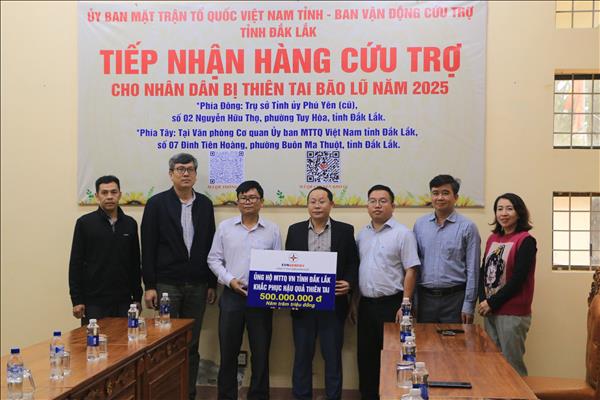 ỦY BAN MẶT TRẬN TỔ QUỐC VIỆT NAM TỈNH - BAN VẬN ĐỘNG CỨU TRỢ
TỈNH ĐẮK LẮK
TIẾP NHẬN HÀNG CỨU TRỢ
CHO NHÂN DÂN BỊ THIÊN TAI BÃO LŨ NĂM 2025
*Phía Đông: Trụ sở Tỉnh ủy Phú Yên (cũ),
số 02 Nguyễn Hữu Thọ, phường Tuy Hòa, tỉnh Đắk Lắk.
*Phía Tây: Tại Văn phòng Cơ quan Ủy ban MTTQ Việt Nam tỉnh Đắk Lắk,
số 07 Đinh Tiên Hoàng, phường Buôn Ma Thuột, tỉnh Đắk Lắk.
ỦNG HỘ MTTQ VN TỈNH ĐẮK LẮK
KHẮC PHỤC HẬU QUẢ THIÊN TAI
500.000.000 đ
Năm trăm triệu đồng